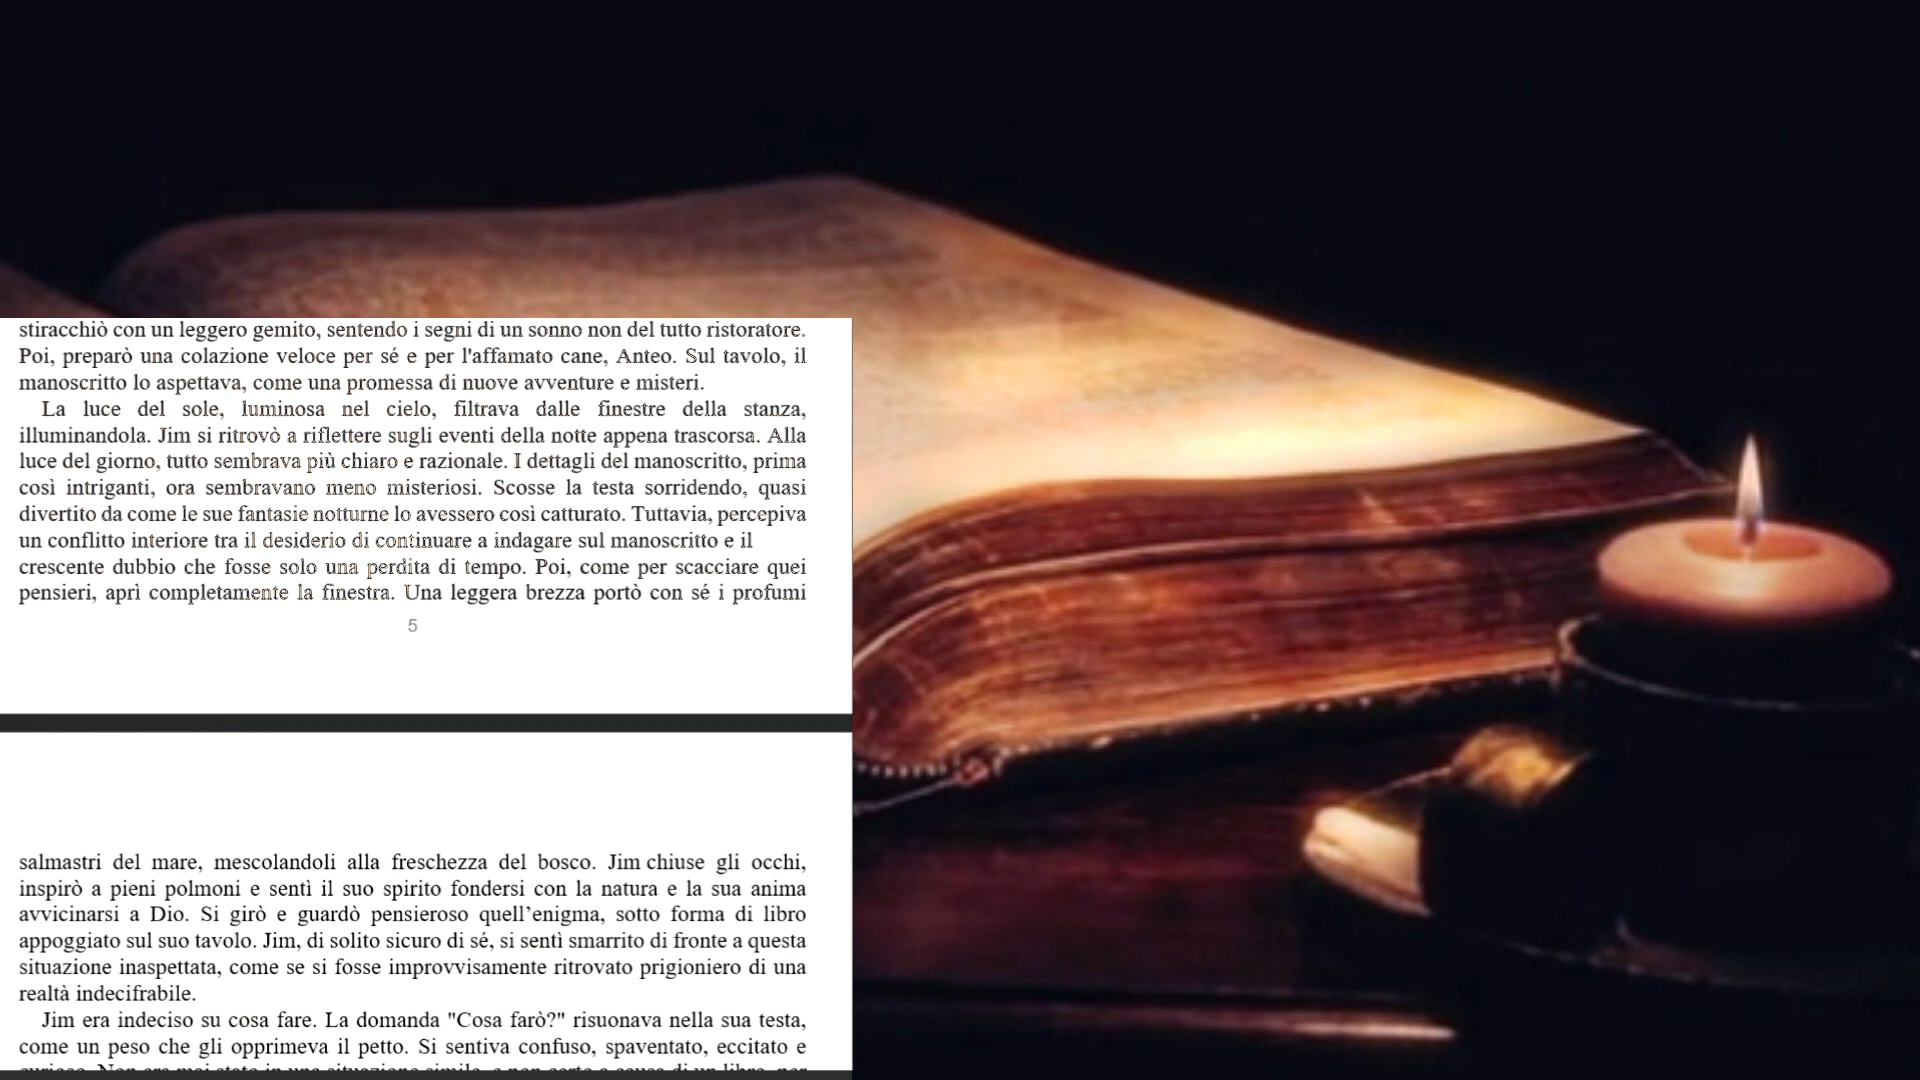 stiracchiò con un leggero gemito, sentendo i segni di un sonno non del tutto ristoratore.
Poi, preparò una colazione veloce per sé e per l'affamato cane, Anteo. Sul tavolo, il
manoscritto lo aspettava, come una promessa di nuove avventure e misteri.
La luce del sole, luminosa nel cielo, filtrava dalle finestre della stanza,
illuminandola. Jim si ritrovò a riflettere sugli eventi della notte appena trascorsa. Alla
luce del giorno, tutto sembrava più chiaro e razionale. I dettagli del manoscritto, prima
così intriganti, ora sembravano meno misteriosi. Scosse la testa sorridendo, quasi
divertito da come le sue fantasie notturne lo avessero così catturato. Tuttavia, percepiva
un conflitto interiore tra il desiderio di continuare a indagare sul manoscritto e il
crescente dubbio che fosse solo una perdita di tempo. Poi, come per scacciare quei
pensieri, aprì completamente la finestra. Una leggera brezza portò con sé i profumi
5
salmastri del mare, mescolandoli alla freschezza del bosco. Jim chiuse gli occhi,
inspirò a pieni polmoni e sentì il suo spirito fondersi con la natura e la sua anima
avvicinarsi a Dio. Si girò e guardò pensieroso quell’enigma, sotto forma di libro
appoggiato sul suo tavolo. Jim, di solito sicuro di sé, si sentì smarrito di fronte a questa
situazione inaspettata, come se si fosse improvvisamente ritrovato prigioniero di una
realtà indecifrabile.
Jim era indeciso su cosa fare. La domanda "Cosa farò?" risuonava nella sua testa,
come un peso che gli opprimeva il petto. Si sentiva confuso, spaventato, eccitato e